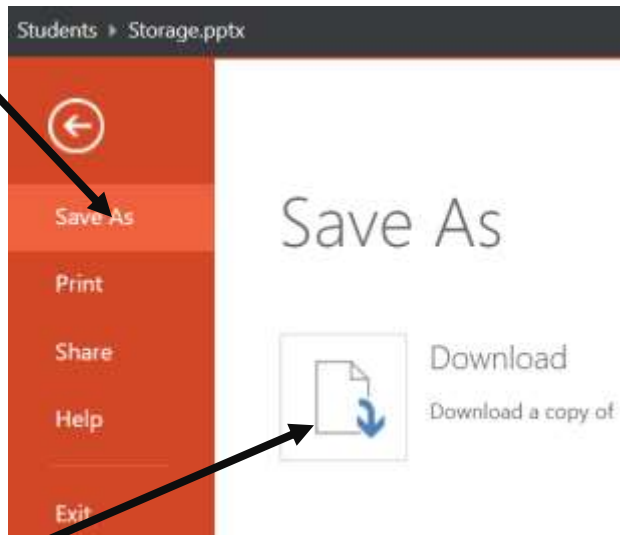 Students ▸ Storage.pptx
Save As
Save As
Print
Share
Download
Download a copy of
Help
Exit